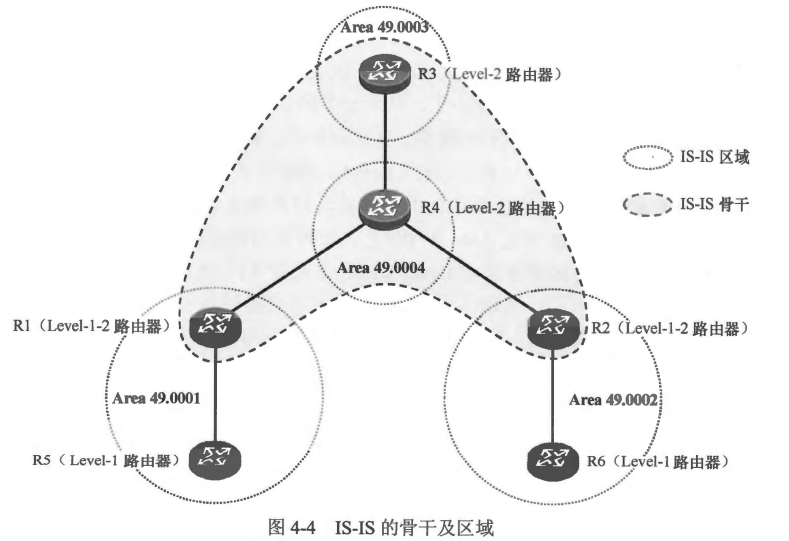 Area 49.0003
R3（Level-2 路由器）
IS-IS 区域
IS-IS 骨干
R4（Level-2 路由器）
Area 49.0004
R1（Level-1-2 路由器）
R2（Level-1-2 路由器）
Area 49.0001
Area 49.0002
R5（Level-1 路由器）
R6（Level-1 路由器）
图 4-4 IS-IS 的骨干及区域